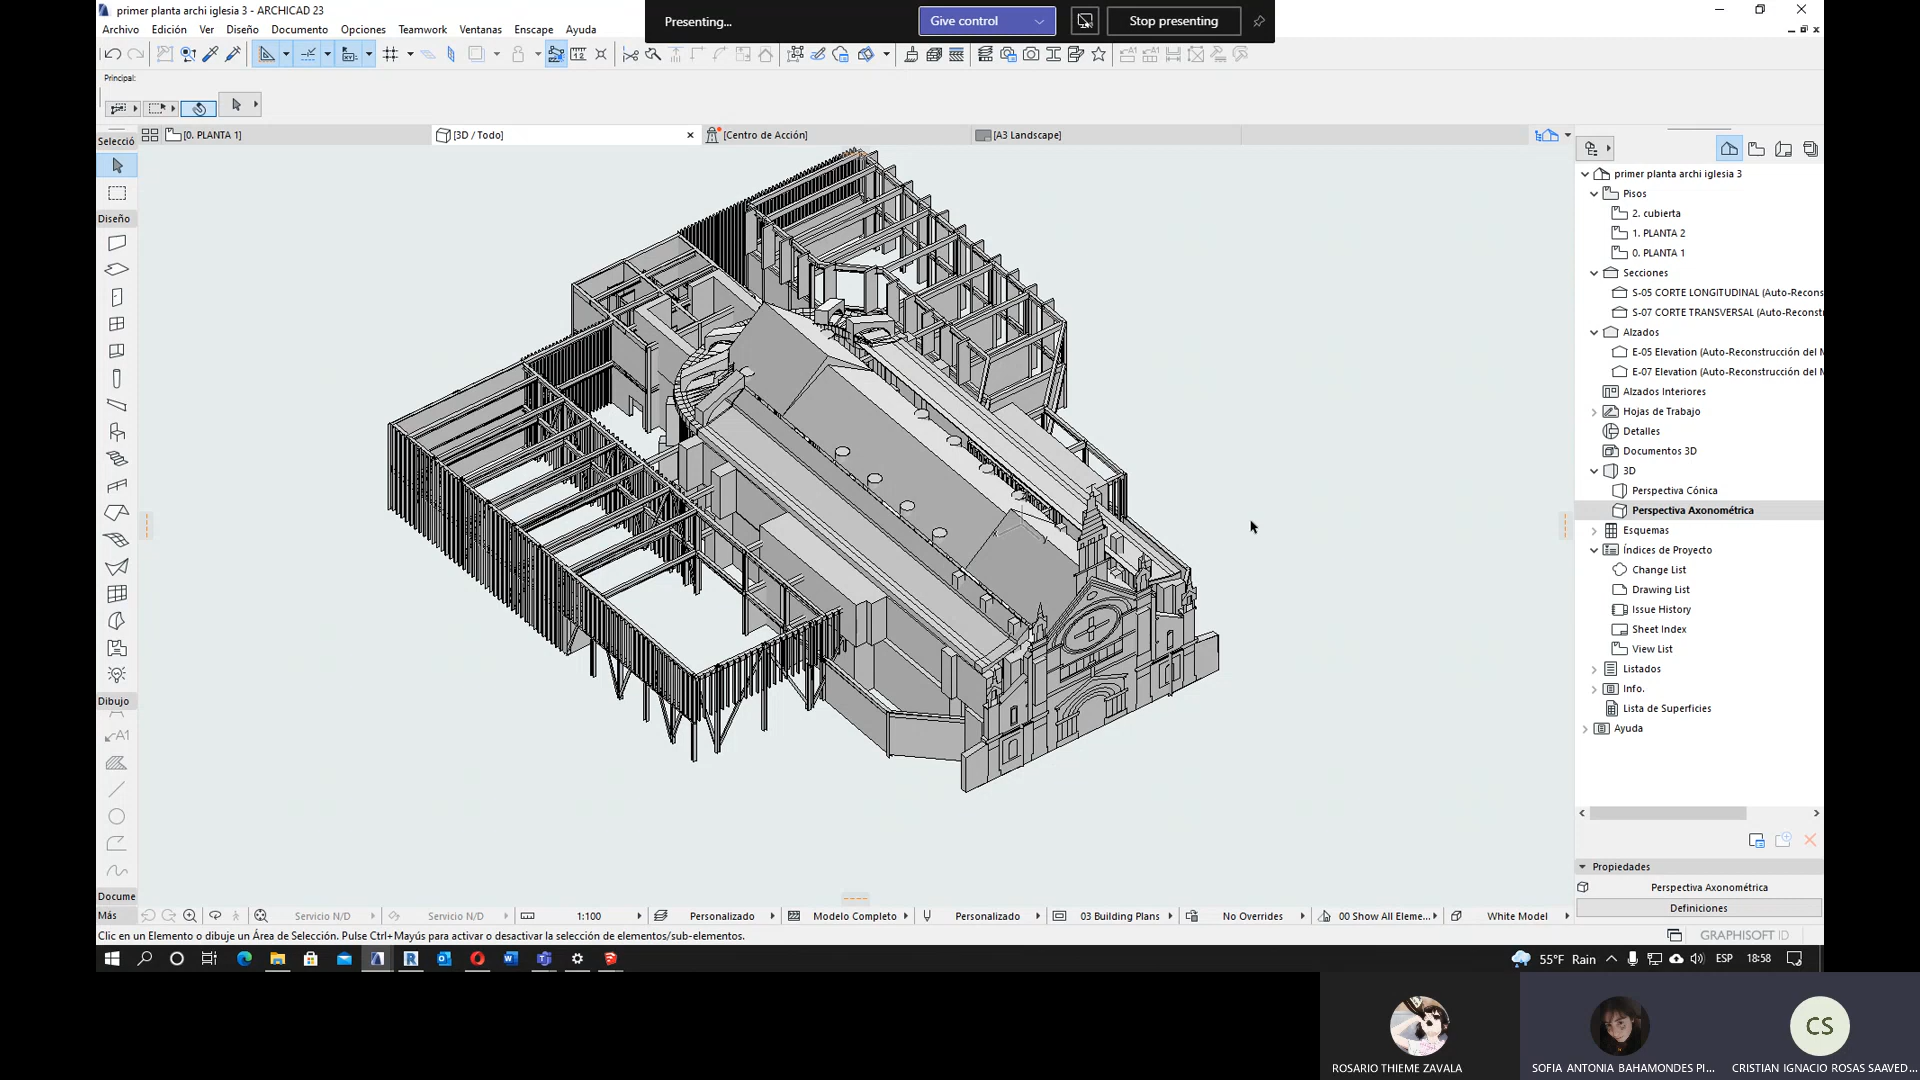 primer planta archi iglesia 3 - ARCHICAD 23
Presenting...
Give control
Stop presenting
Archivo Edición Ver Diseño Documento Opciones Teamwork Ventanas Enscape Ayuda
Principal:
Selecció
[0. PLANTA 1]
[3D / Todo]
[Centro de Acción]
[A3 Landscape]
Diseño
Dibujo
A1
Docume
Más
primer planta archi iglesia 3
Pisos
2. cubierta
1. PLANTA 2
0. PLANTA 1
Secciones
S-05 CORTE LONGITUDINAL (Auto-Recons
S-07 CORTE TRANSVERSAL (Auto-Reconst
Alzados
E-05 Elevation (Auto-Reconstrucción del M
E-07 Elevation (Auto-Reconstrucción del M
Alzados Interiores
Hojas de Trabajo
Detalles
Documentos 3D
3D
Perspectiva Cónica
Perspectiva Axonométrica
Esquemas
Índices de Proyecto
Change List
Drawing List
Issue History
Sheet Index
View List
Listados
Info.
Lista de Superficies
Ayuda
Propiedades
Perspectiva Axonométrica
Definiciones
Servicio N/D
Servicio N/D
1:100
Personalizado
Modelo Completo
Personalizado
03 Building Plans
No Overrides
00 Show All Eleme...
White Model
Clic en un Elemento o dibuje un Área de Selección. Pulse Ctrl+Mayús para activar o desactivar la selección de elementos/sub-elementos.
GRAPHISOFT ID
55°F Rain
ESP
18:58
CS
ROSARIO THIEME ZAVALA
SOFIA ANTONIA BAHAMONDES PI...
CRISTIAN IGNACIO ROSAS SAAVED...